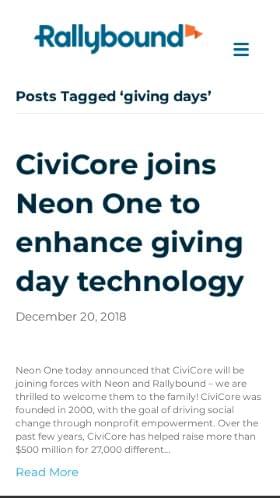 Rallybound
Posts Tagged ‘giving days’
CiviCore joins
Neon One to
enhance giving
day technology
December 20, 2018
Neon One today announced that CiviCore will be
joining forces with Neon and Rallybound – we are
thrilled to welcome them to the family! CiviCore was
founded in 2000, with the goal of driving social
change through nonprofit empowerment. Over the
past few years, CiviCore has helped raise more than
$500 million for 27,000 different...
Read More